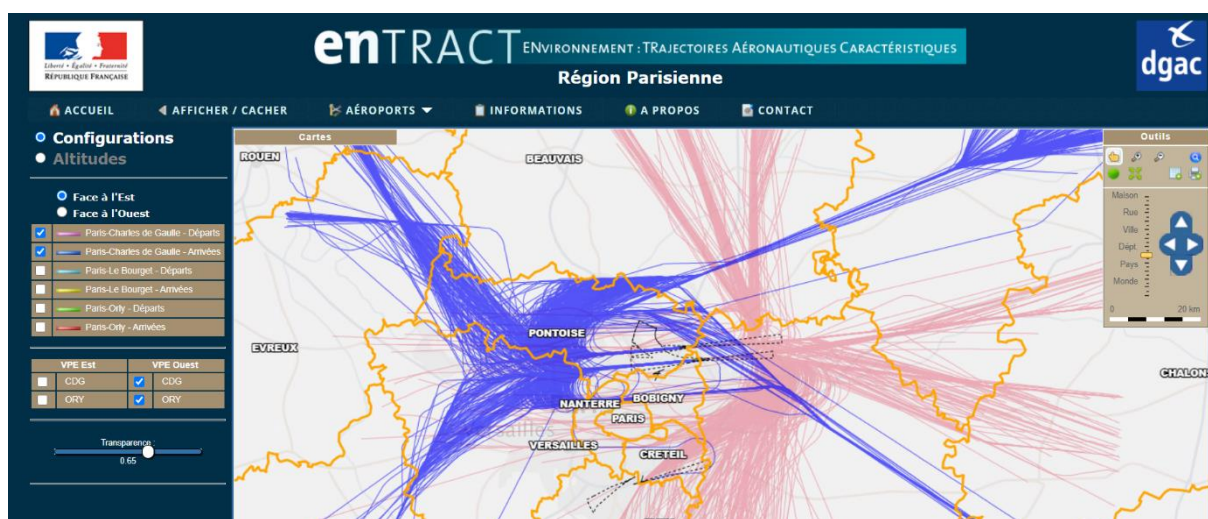 Liberté • Égalité • Fraternité
RÉPUBLIQUE FRANÇAISE
enTRACT ENVIRONNEMENT : TRAJECTOIRES AÉRONAUTIQUES CARACTÉRISTIQUES
Région Parisienne
dgac
ACCUEIL AFFICHER / CACHER AÉROPORTS INFORMATIONS A PROPOS CONTACT
Configurations
Altitudes
Face à l'Est
Face à l'Ouest
Paris-Charles de Gaulle - Départs
Paris-Charles de Gaulle - Arrivées
Paris-Le Bourget - Départs
Paris-Le Bourget - Arrivées
Paris-Orly - Départs
Paris-Orly - Arrivées
VPE Est VPE Ouest
CDG CDG
ORY ORY
Transparence :
0.65
Cartes
ROUEN
BEAUVAIS
PONTOISE
EVREUX
CHALONS
NANTERRE
BOBIGNY
PARIS
VERSAILLES
CRETEIL
Outils
Maison
Rue
Ville
Dépt.
Pays
Monde
0 20 km